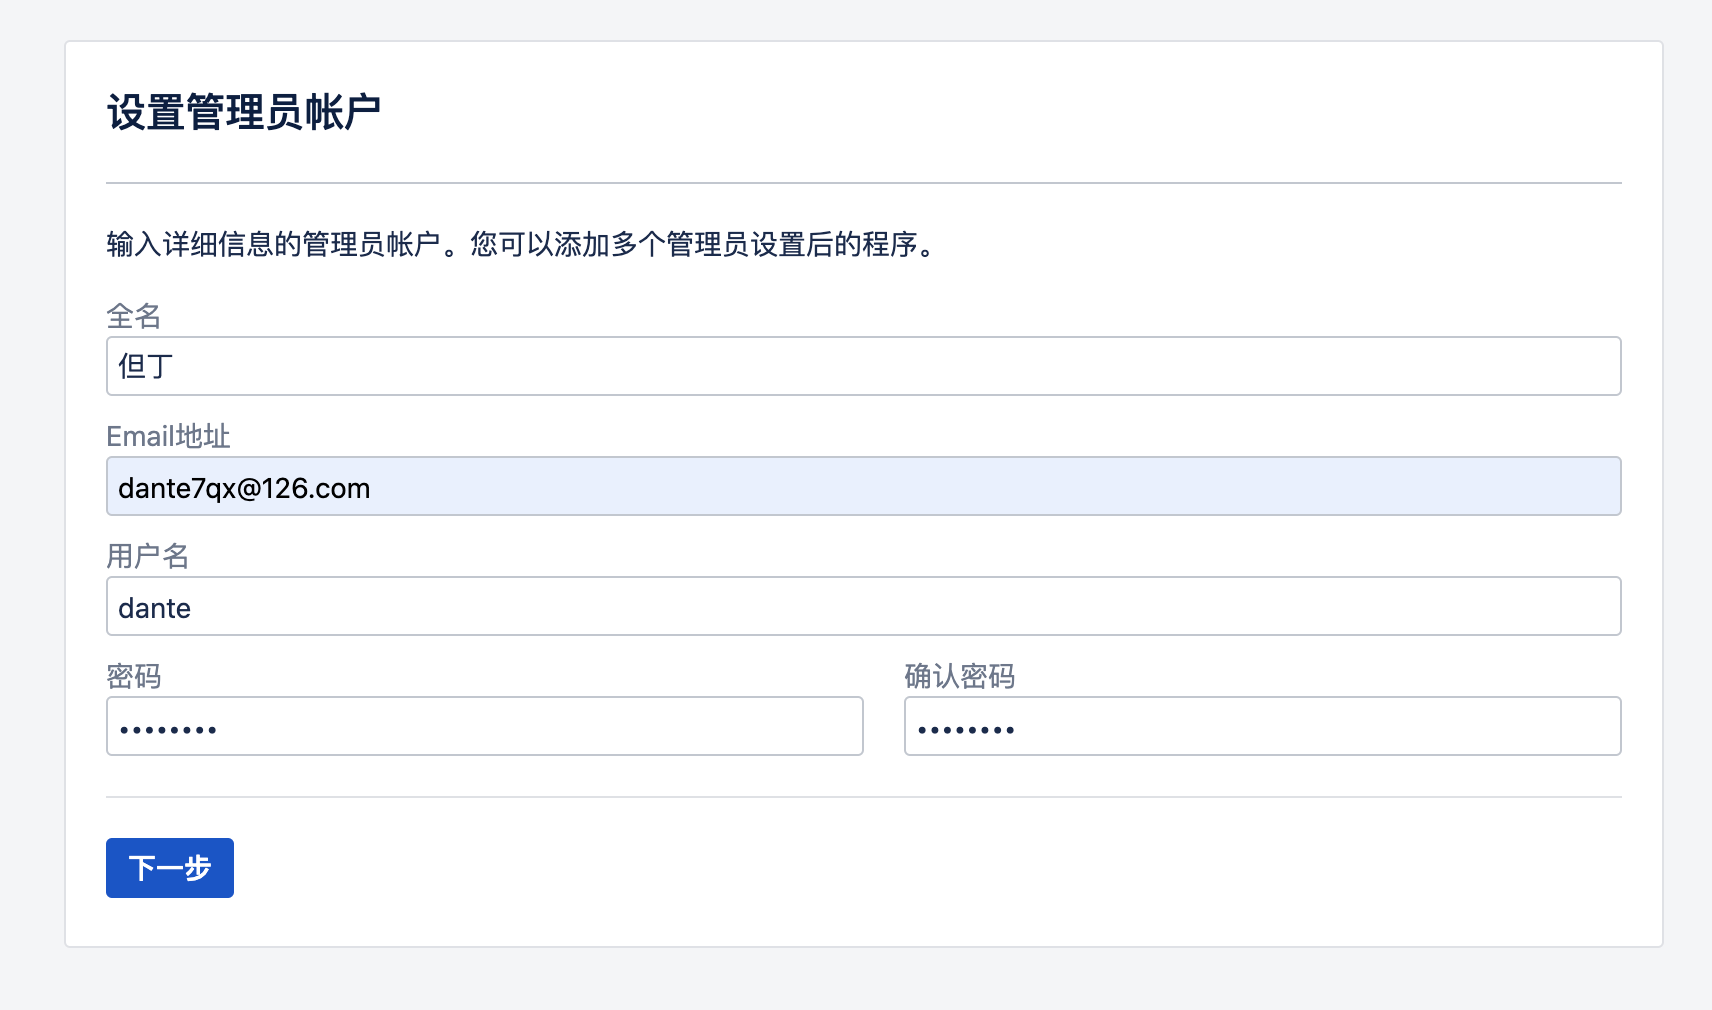 设置管理员帐户
输入详细信息的管理员帐户。您可以添加多个管理员设置后的程序。
全名
但丁
Email地址
dante7qx@126.com
用户名
dante
密码
确认密码
••••••••
••••••••
下一步